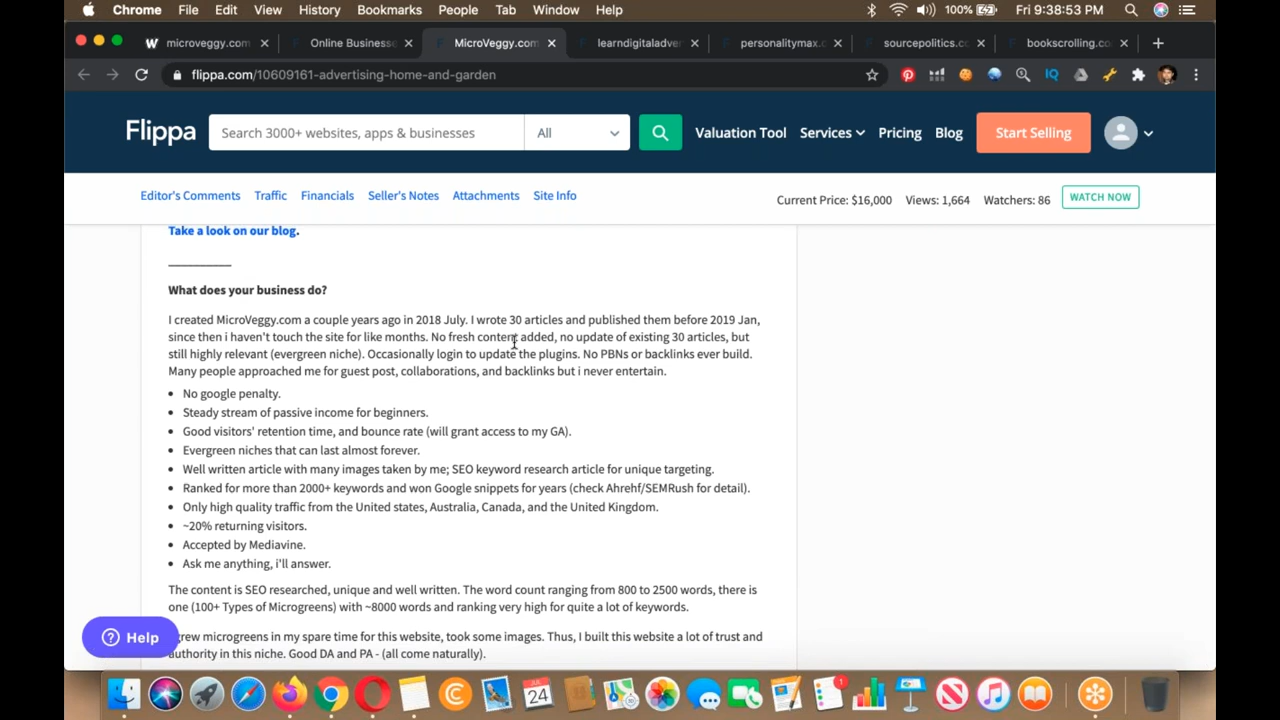 Chrome File Edit View History Bookmarks People Tab Window Help 100% Fri 9:38:53 PM
microveggy.com Online Business MicroVeggy.com learndigitaladver personalitymax.c sourcepolitics.cc bookscrolling.co
flippa.com/10609161-advertising-home-and-garden
Flippa Search 3000+ websites, apps & businesses All Valuation Tool Services Pricing Blog Start Selling
Editor's Comments Traffic Financials Seller's Notes Attachments Site Info Current Price: $16,000 Views: 1,664 Watchers: 86 WATCH NOW
Take a look on our blog.
__________
What does your business do?
I created MicroVeggy.com a couple years ago in 2018 July. I wrote 30 articles and published them before 2019 Jan,
since then i haven't touch the site for like months. No fresh content added, no update of existing 30 articles, but
still highly relevant (evergreen niche). Occasionally login to update the plugins. No PBNs or backlinks ever build.
Many people approached me for guest post, collaborations, and backlinks but i never entertain.
• No google penalty.
• Steady stream of passive income for beginners.
• Good visitors' retention time, and bounce rate (will grant access to my GA).
• Evergreen niches that can last almost forever.
• Well written article with many images taken by me; SEO keyword research article for unique targeting.
• Ranked for more than 2000+ keywords and won Google snippets for years (check Ahrehf/SEMRush for detail).
• Only high quality traffic from the United states, Australia, Canada, and the United Kingdom.
• ~20% returning visitors.
• Accepted by Mediavine.
• Ask me anything, i'll answer.
The content is SEO researched, unique and well written. The word count ranging from 800 to 2500 words, there is
one (100+ Types of Microgreens) with ~8000 words and ranking very high for quite a lot of keywords.
grew microgreens in my spare time for this website, took some images. Thus, I built this website a lot of trust and
authority in this niche. Good DA and PA - (all come naturally).
Help
JUL
24
1